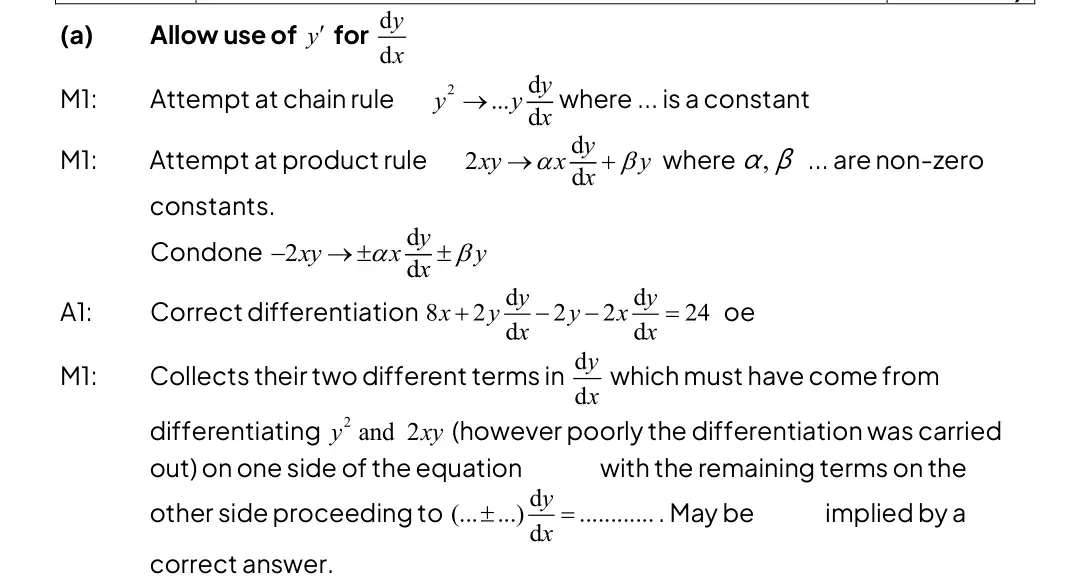 (a) Allow use of y′ for dy/dx
M1: Attempt at chain rule y² → ...y dy/dx where ... is a constant
M1: Attempt at product rule 2xy → αx dy/dx + βy where α, β ... are non-zero
constants.
Condone −2xy → ±αx dy/dx ± βy
A1: Correct differentiation 8x + 2y dy/dx − 2y − 2x dy/dx = 24 oe
M1: Collects their two different terms in dy/dx which must have come from
differentiating y² and 2xy (however poorly the differentiation was carried
out) on one side of the equation with the remaining terms on the
other side proceeding to (...±...) dy/dx = ............. . May be implied by a
correct answer.